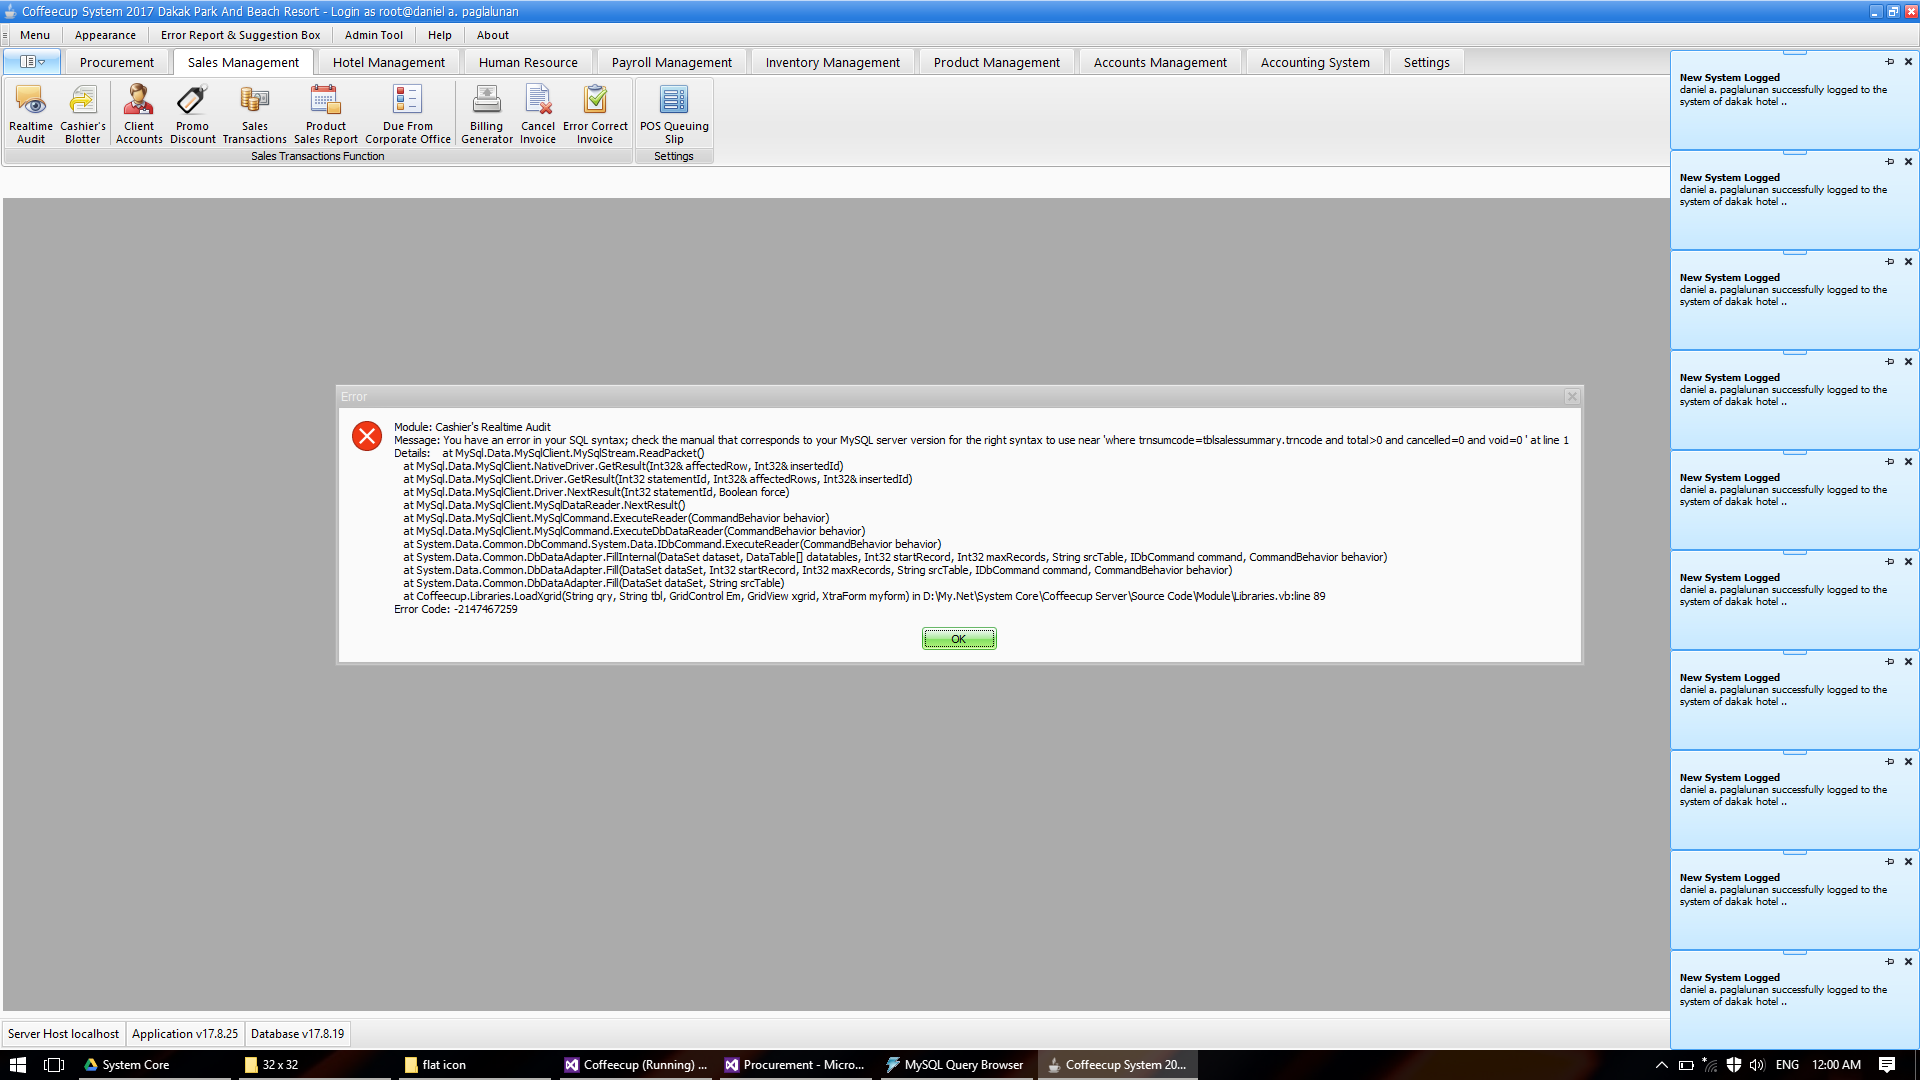 Coffeecup System 2017 Dakak Park And Beach Resort - Login as root@daniel a. paglalunan
Menu Appearance Error Report & Suggestion Box Admin Tool Help About
Procurement Sales Management Hotel Management Human Resource Payroll Management Inventory Management Product Management Accounts Management Accounting System Settings
Realtime Audit
Cashier's Blotter
Client Accounts
Promo Discount
Sales Transactions
Product Sales Report
Due From Corporate Office
Billing Generator
Cancel Invoice
Error Correct Invoice
POS Queuing Slip
Sales Transactions Function
Settings
Error
Module: Cashier's Realtime Audit
Message: You have an error in your SQL syntax; check the manual that corresponds to your MySQL server version for the right syntax to use near 'where trnsumcode=tblsalessummary.trncode and total>0 and cancelled=0 and void=0 ' at line 1
Details:    at MySql.Data.MySqlClient.MySqlStream.ReadPacket()
at MySql.Data.MySqlClient.NativeDriver.GetResult(Int32& affectedRow, Int32& insertedId)
at MySql.Data.MySqlClient.Driver.GetResult(Int32 statementId, Int32& affectedRows, Int32& insertedId)
at MySql.Data.MySqlClient.Driver.NextResult(Int32 statementId, Boolean force)
at MySql.Data.MySqlClient.MySqlDataReader.NextResult()
at MySql.Data.MySqlClient.MySqlCommand.ExecuteReader(CommandBehavior behavior)
at MySql.Data.MySqlClient.MySqlCommand.ExecuteDbDataReader(CommandBehavior behavior)
at System.Data.Common.DbCommand.System.Data.IDbCommand.ExecuteReader(CommandBehavior behavior)
at System.Data.Common.DbDataAdapter.FillInternal(DataSet dataset, DataTable[] datatables, Int32 startRecord, Int32 maxRecords, String srcTable, IDbCommand command, CommandBehavior behavior)
at System.Data.Common.DbDataAdapter.Fill(DataSet dataSet, Int32 startRecord, Int32 maxRecords, String srcTable, IDbCommand command, CommandBehavior behavior)
at System.Data.Common.DbDataAdapter.Fill(DataSet dataSet, String srcTable)
at Coffeecup.Libraries.LoadXgrid(String qry, String tbl, GridControl Em, GridView xgrid, XtraForm myform) in D:\My.Net\System Core\Coffeecup Server\Source Code\Module\Libraries.vb:line 89
Error Code: -2147467259
OK
New System Logged
daniel a. paglalunan successfully logged to the
system of dakak hotel ..
New System Logged
daniel a. paglalunan successfully logged to the
system of dakak hotel ..
New System Logged
daniel a. paglalunan successfully logged to the
system of dakak hotel ..
New System Logged
daniel a. paglalunan successfully logged to the
system of dakak hotel ..
New System Logged
daniel a. paglalunan successfully logged to the
system of dakak hotel ..
New System Logged
daniel a. paglalunan successfully logged to the
system of dakak hotel ..
New System Logged
daniel a. paglalunan successfully logged to the
system of dakak hotel ..
New System Logged
daniel a. paglalunan successfully logged to the
system of dakak hotel ..
New System Logged
daniel a. paglalunan successfully logged to the
system of dakak hotel ..
New System Logged
daniel a. paglalunan successfully logged to the
system of dakak hotel ..
Server Host localhost Application v17.8.25 Database v17.8.19
System Core 32 x 32 flat icon Coffeecup (Running) ... Procurement - Micro... MySQL Query Browser Coffeecup System 20... ENG 12:00 AM